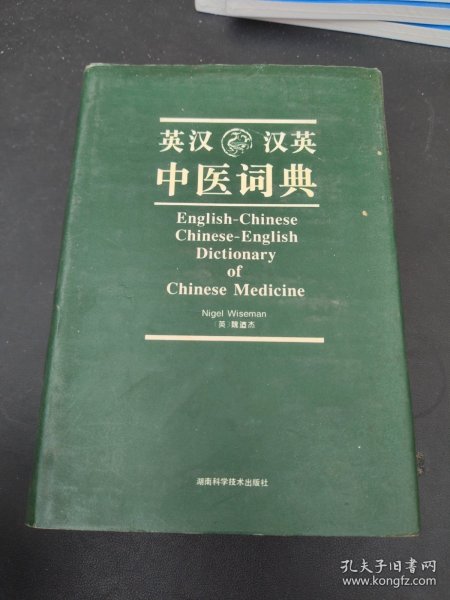 英汉 汉英
中医词典
English-Chinese
Chinese-English
Dictionary
of
Chinese Medicine
Nigel Wiseman
〔英〕魏迺杰
湖南科学技术出版社
孔夫子旧书网
www.kongfz.com